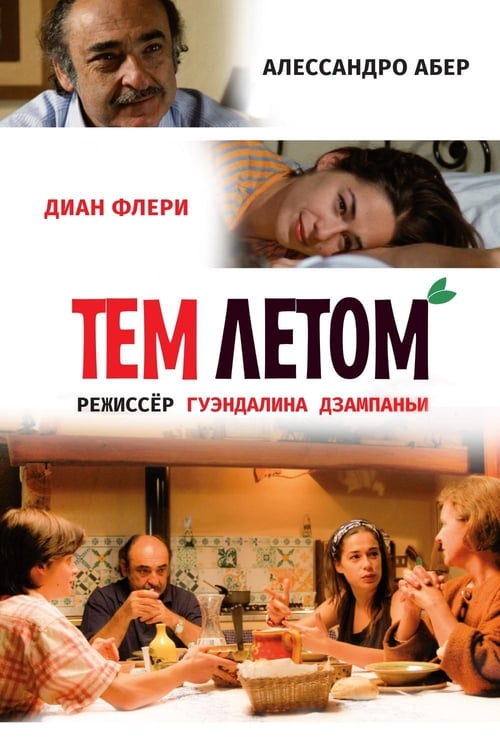 АЛЕССАНДРО АБЕР
ДИАН ФЛЕРИ
ТЕМ ЛЕТОМ
РЕЖИССЁР ГУЭНДАЛИНА ДЗАМПАНЬИ